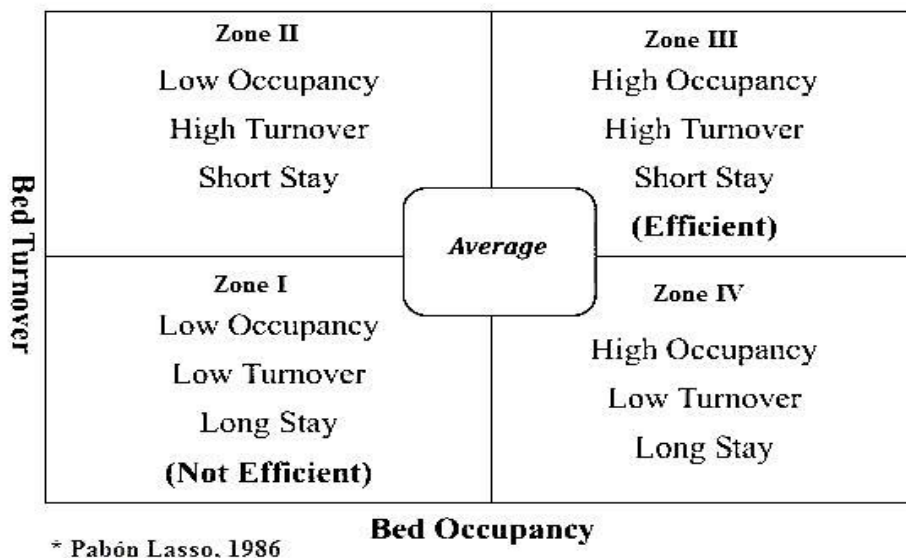 Zone II
Low Occupancy
High Turnover
Short Stay
Zone III
High Occupancy
High Turnover
Short Stay
(Efficient)
Average
Zone I
Low Occupancy
Low Turnover
Long Stay
(Not Efficient)
Zone IV
High Occupancy
Low Turnover
Long Stay
Bed Turnover
Bed Occupancy
* Pabón Lasso, 1986